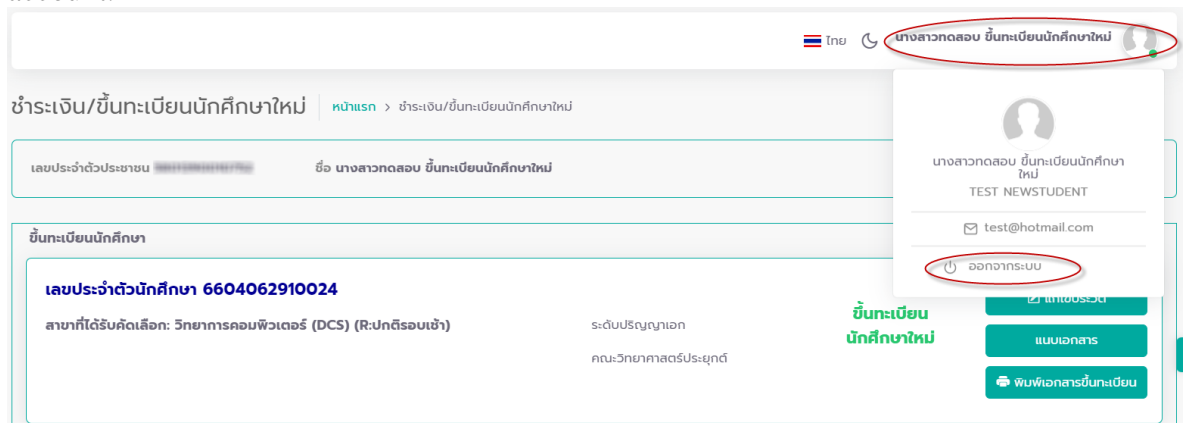 ไทย
นางสาวทดสอบ ขึ้นทะเบียนนักศึกษาใหม่
ชำระเงิน/ขึ้นทะเบียนนักศึกษาใหม่
หน้าแรก > ชำระเงิน/ขึ้นทะเบียนนักศึกษาใหม่
เลขประจำตัวประชาชน
ชื่อ นางสาวทดสอบ ขึ้นทะเบียนนักศึกษาใหม่
นางสาวทดสอบ ขึ้นทะเบียนนักศึกษา
ใหม่
TEST NEWSTUDENT
test@hotmail.com
ออกจากระบบ
ขึ้นทะเบียนนักศึกษา
เลขประจำตัวนักศึกษา 6604062910024
สาขาที่ได้รับคัดเลือก: วิทยาการคอมพิวเตอร์ (DCS) (R:ปกติรอบเช้า)
ระดับปริญญาเอก
คณะวิทยาศาสตร์ประยุกต์
ขึ้นทะเบียน
นักศึกษาใหม่
แก้ไขประวัติ
แนบเอกสาร
พิมพ์เอกสารขึ้นทะเบียน